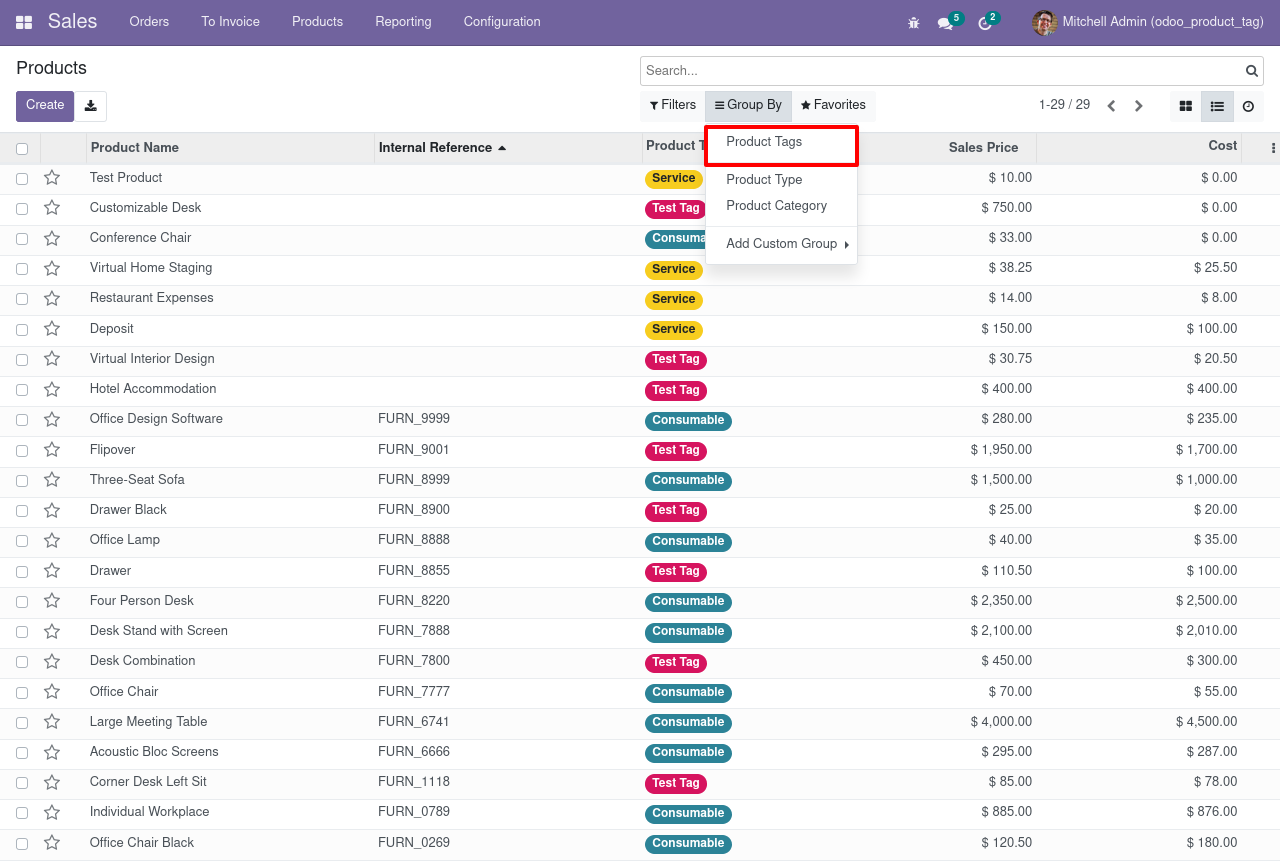 Sales Orders To Invoice Products Reporting Configuration 5 2 Mitchell Admin (odoo_product_tag)
Products Search...
Create Filters Group By Favorites 1-29 / 29
Product Name Internal Reference Product Sales Price Cost
Product Tags
Product Type
Product Category
Add Custom Group
Test Product Service $ 10.00 $ 0.00
Customizable Desk Test Tag $ 750.00 $ 0.00
Conference Chair Consuma $ 33.00 $ 0.00
Virtual Home Staging Service $ 38.25 $ 25.50
Restaurant Expenses Service $ 14.00 $ 8.00
Deposit Service $ 150.00 $ 100.00
Virtual Interior Design Test Tag $ 30.75 $ 20.50
Hotel Accommodation Test Tag $ 400.00 $ 400.00
Office Design Software FURN_9999 Consumable $ 280.00 $ 235.00
Flipover FURN_9001 Test Tag $ 1,950.00 $ 1,700.00
Three-Seat Sofa FURN_8999 Consumable $ 1,500.00 $ 1,000.00
Drawer Black FURN_8900 Test Tag $ 25.00 $ 20.00
Office Lamp FURN_8888 Consumable $ 40.00 $ 35.00
Drawer FURN_8855 Test Tag $ 110.50 $ 100.00
Four Person Desk FURN_8220 Consumable $ 2,350.00 $ 2,500.00
Desk Stand with Screen FURN_7888 Consumable $ 2,100.00 $ 2,010.00
Desk Combination FURN_7800 Test Tag $ 450.00 $ 300.00
Office Chair FURN_7777 Consumable $ 70.00 $ 55.00
Large Meeting Table FURN_6741 Consumable $ 4,000.00 $ 4,500.00
Acoustic Bloc Screens FURN_6666 Consumable $ 295.00 $ 287.00
Corner Desk Left Sit FURN_1118 Test Tag $ 85.00 $ 78.00
Individual Workplace FURN_0789 Consumable $ 885.00 $ 876.00
Office Chair Black FURN_0269 Consumable $ 120.50 $ 180.00